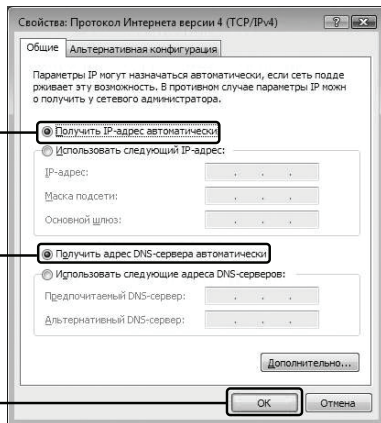 Свойства: Протокол Интернета версии 4 (TCP/IPv4)
Общие Альтернативная конфигурация
Параметры IP могут назначаться автоматически, если сеть подде
рживает эту возможность. В противном случае параметры IP можн
о получить у сетевого администратора.
Получить IP-адрес автоматически
Использовать следующий IP-адрес:
IP-адрес:
Маска подсети:
Основной шлюз:
Получить адрес DNS-сервера автоматически
Использовать следующие адреса DNS-серверов:
Предпочитаемый DNS-сервер:
Альтернативный DNS-сервер:
Дополнительно...
OK Отмена